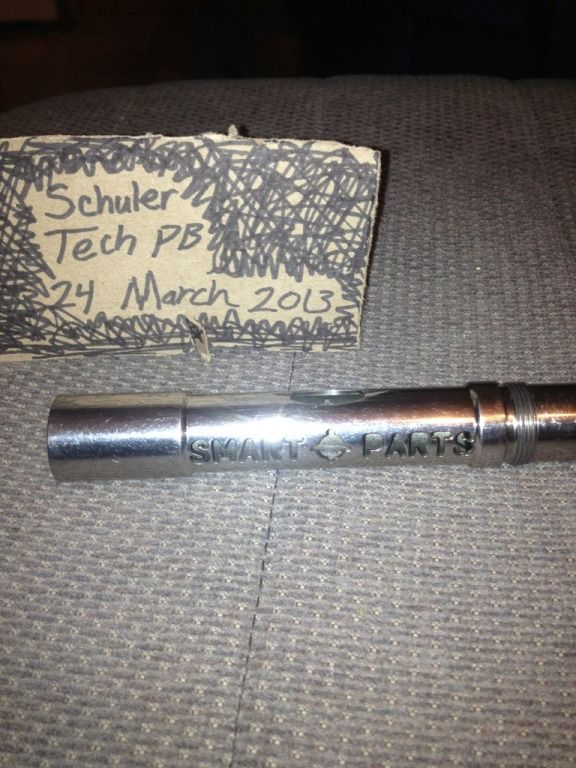 Schuler
Tech PB
24 March 2013
SMART PARTS